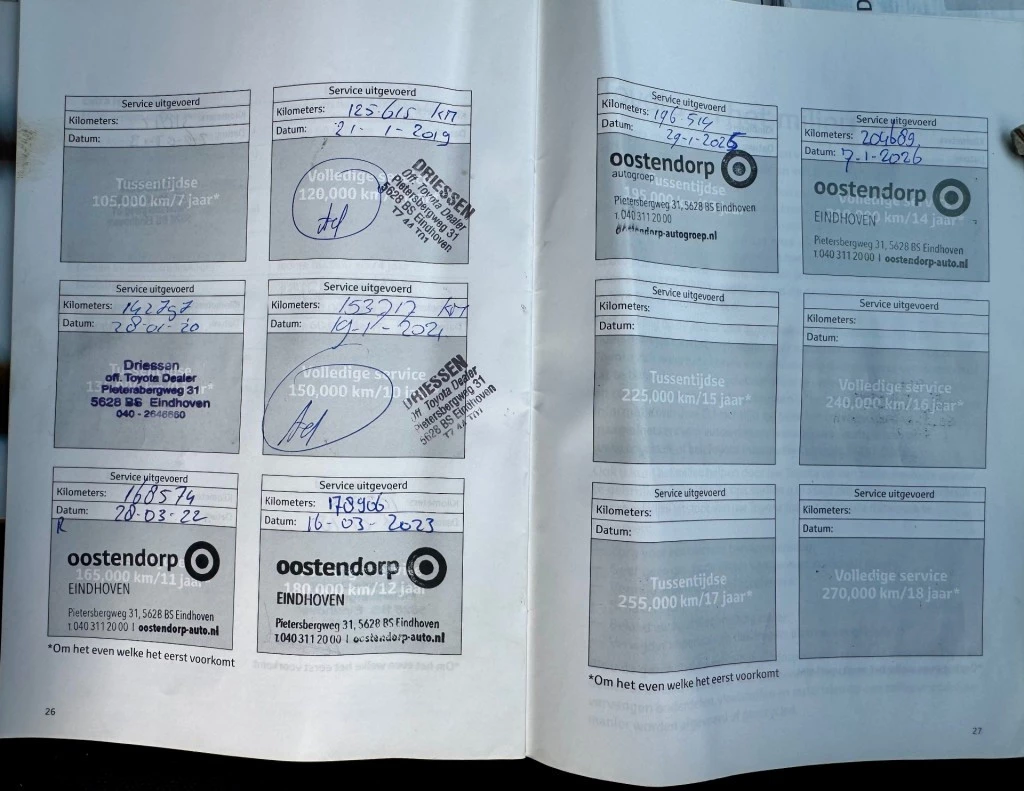 Service uitgevoerd
Kilometers:
Datum:
Tussentijdse
105,000 km/7 jaar*
Service uitgevoerd
Kilometers: 125615 km
Datum: 21-1-2019
Volledige se
120,000 km/
DRIESSEN
Off. Toyota Dealer
Pietersbergweg 31
5628 BS Eindhoven
Service uitgevoerd
Kilometers: 142797
Datum: 28-01-20
Driessen
off. Toyota Dealer
Pietersbergweg 31
5628 BS Eindhoven
040 - 2646660
Service uitgevoerd
Kilometers: 153717 km
Datum: 19-1-2021
Volledige service
150,000 km/10 jaar
DRIESSEN
Off Toyota Dealer
Pietersbergweg 31
5628 BS Eindhoven
Service uitgevoerd
Kilometers: 168574
Datum: 28-03-22
R
oostendorp
165,000 km/11 jaar
EINDHOVEN
Pietersbergweg 31, 5628 BS Eindhoven
t.040 311 20 00 I oostendorp-auto.nl
Service uitgevoerd
Kilometers: 178906
Datum: 16-03-2023
oostendorp
180,000 km/12 jaar
EINDHOVEN
Pietersbergweg 31, 5628 BS Eindhoven
t.040 311 20 00 I oostendorp-auto.nl
*Om het even welke het eerst voorkomt
26
Service uitgevoerd
Kilometers: 196 514
Datum: 29-1-2025
oostendorp
autogroep
Tussentijdse
195,000
Pietersbergweg 31, 5628 BS Eindhoven
t. 040 311 20 00
oostendorp-autogroep.nl
Service uitgevoerd
Kilometers: 204689
Datum: 7-1-2026
oostendorp
km/14 jaar*
EINDHOVEN
Pietersbergweg 31, 5628 BS Eindhoven
t.040 311 20 00 I oostendorp-auto.nl
Service uitgevoerd
Kilometers:
Datum:
Tussentijdse
225,000 km/15 jaar*
Service uitgevoerd
Kilometers:
Datum:
Volledige service
240,000 km/16 jaar*
Service uitgevoerd
Kilometers:
Datum:
Tussentijdse
255,000 km/17 jaar*
Service uitgevoerd
Kilometers:
Datum:
Volledige service
270,000 km/18 jaar*
*Om het even welke het eerst voorkomt
27